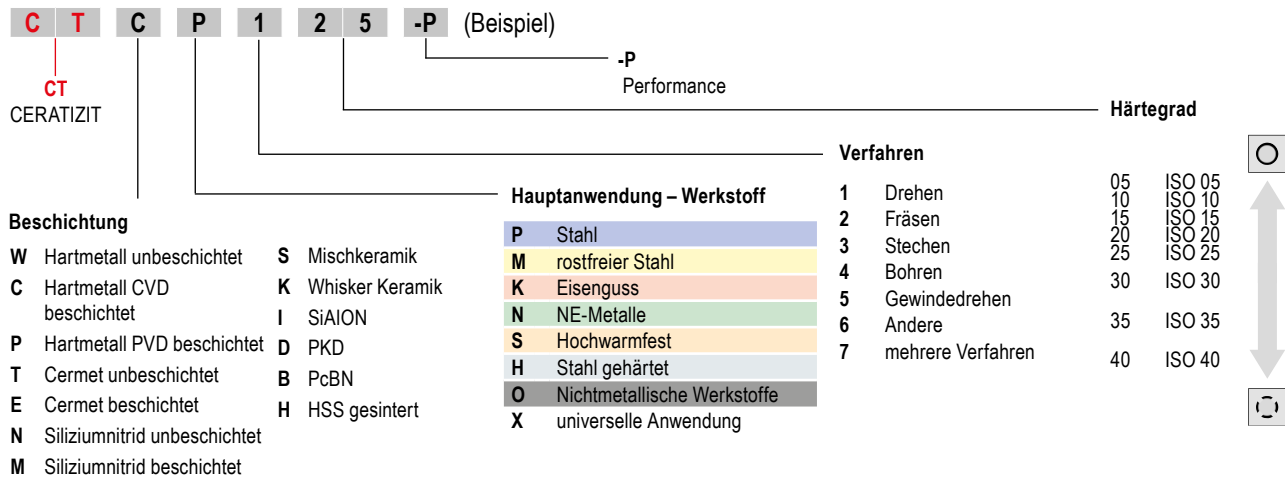 C T C P 1 2 5 -P (Beispiel)
-P
Performance
CT
CERATIZIT
Härtegrad
05 ISO 05
10 ISO 10
15 ISO 15
20 ISO 20
25 ISO 25
30 ISO 30
35 ISO 35
40 ISO 40
Verfahren
1 Drehen
2 Fräsen
3 Stechen
4 Bohren
5 Gewindedrehen
6 Andere
7 mehrere Verfahren
Hauptanwendung – Werkstoff
P Stahl
M rostfreier Stahl
K Eisenguss
N NE-Metalle
S Hochwarmfest
H Stahl gehärtet
O Nichtmetallische Werkstoffe
X universelle Anwendung
Beschichtung
W Hartmetall unbeschichtet
C Hartmetall CVD
beschichtet
P Hartmetall PVD beschichtet
T Cermet unbeschichtet
E Cermet beschichtet
N Siliziumnitrid unbeschichtet
M Siliziumnitrid beschichtet
S Mischkeramik
K Whisker Keramik
I SiAION
D PKD
B PcBN
H HSS gesintert